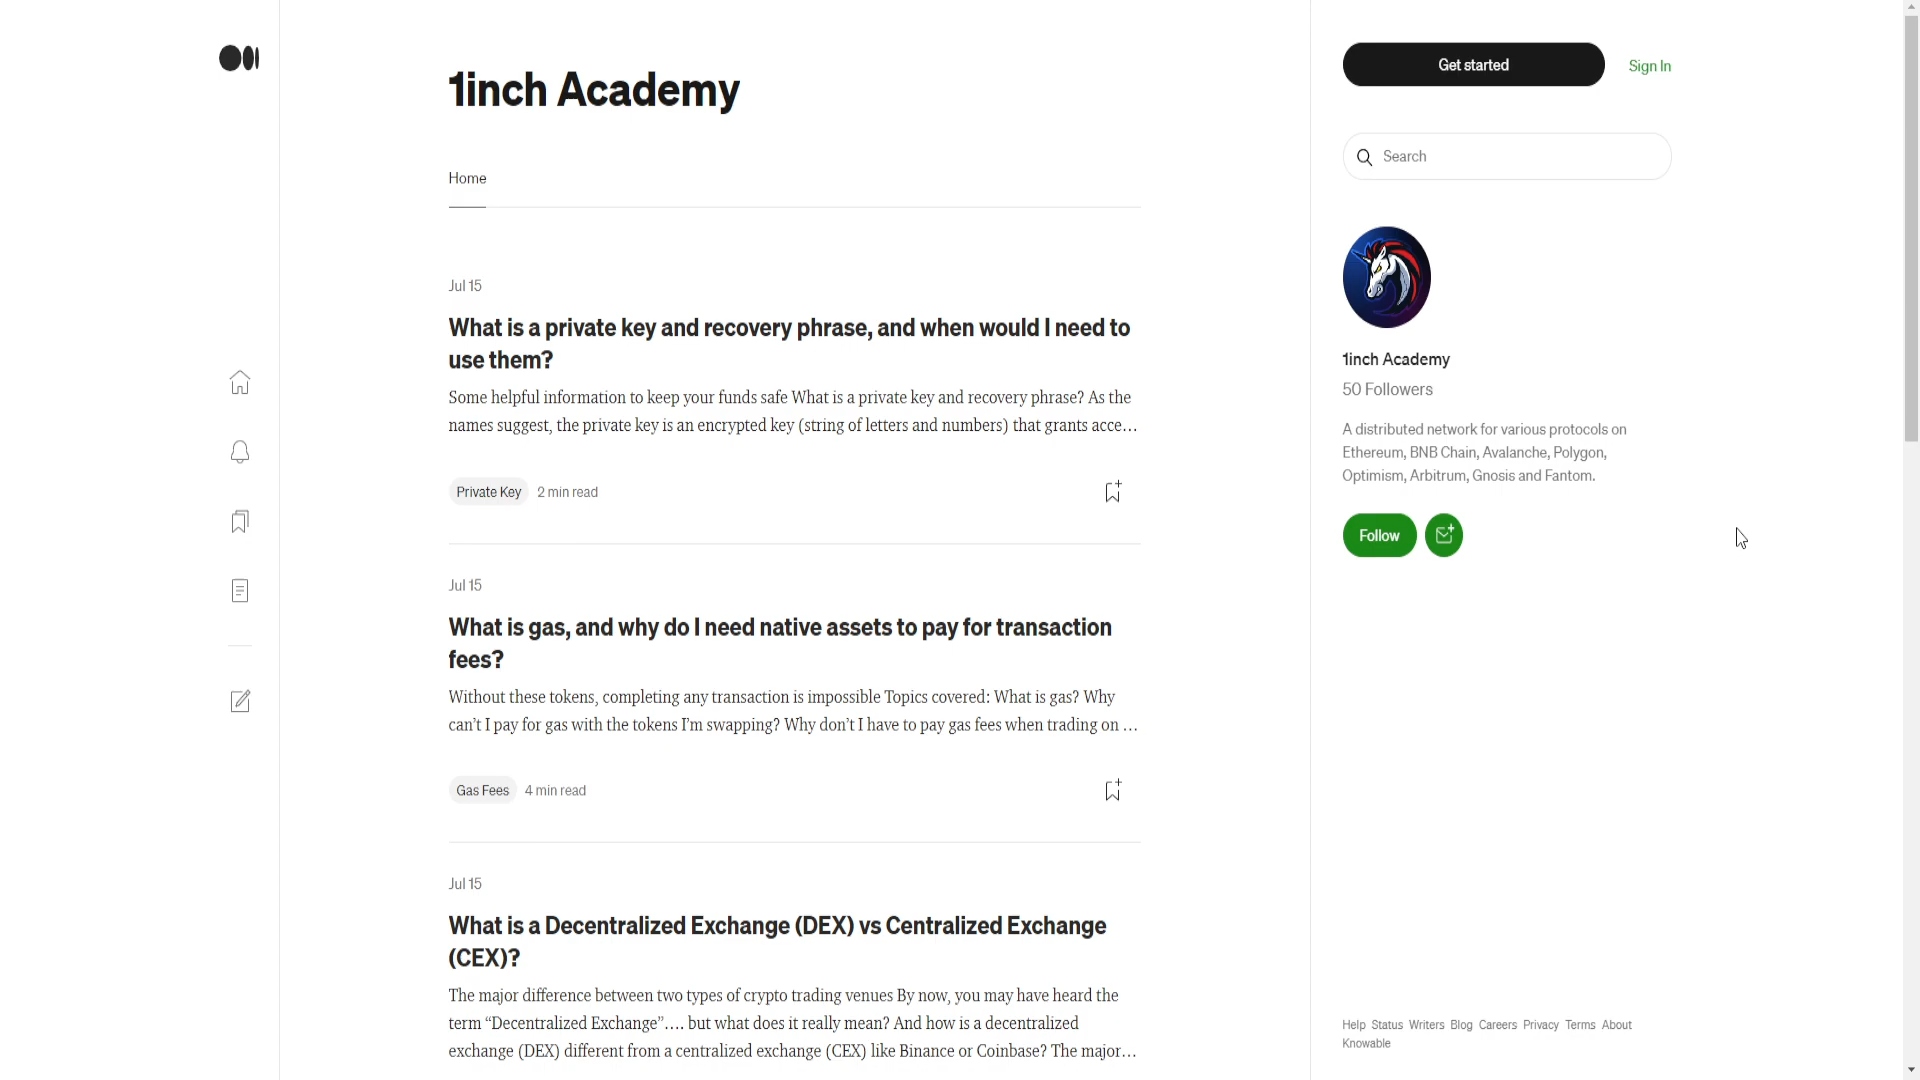 1inch Academy
Home
Jul 15
What is a private key and recovery phrase, and when would I need to
use them?
Some helpful information to keep your funds safe What is a private key and recovery phrase? As the
names suggest, the private key is an encrypted key (string of letters and numbers) that grants acce…
Private Key 2 min read
Jul 15
What is gas, and why do I need native assets to pay for transaction
fees?
Without these tokens, completing any transaction is impossible Topics covered: What is gas? Why
can’t I pay for gas with the tokens I’m swapping? Why don’t I have to pay gas fees when trading on …
Gas Fees 4 min read
Jul 15
What is a Decentralized Exchange (DEX) vs Centralized Exchange
(CEX)?
The major difference between two types of crypto trading venues By now, you may have heard the
term “Decentralized Exchange”…. but what does it really mean? And how is a decentralized
exchange (DEX) different from a centralized exchange (CEX) like Binance or Coinbase? The major…
Get started Sign In
Search
1inch Academy
50 Followers
A distributed network for various protocols on
Ethereum, BNB Chain, Avalanche, Polygon,
Optimism, Arbitrum, Gnosis and Fantom.
Follow
Help Status Writers Blog Careers Privacy Terms About
Knowable